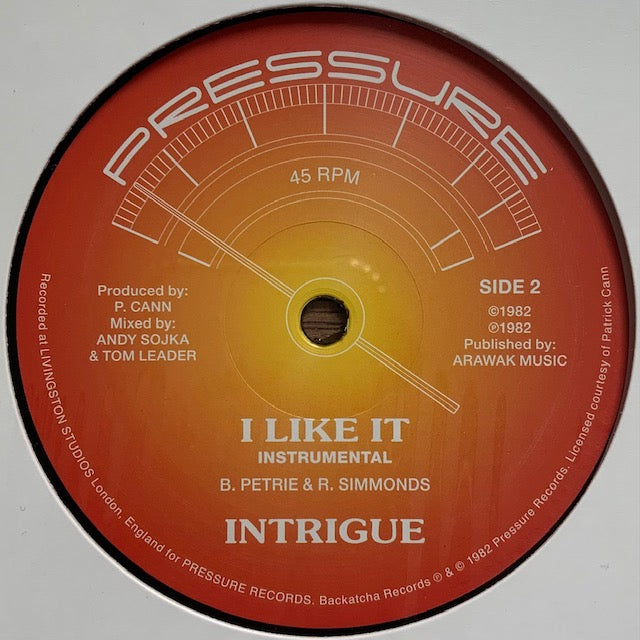 PRESSURE
45 RPM
Produced by:
P. CANN
Mixed by:
ANDY SOJKA
& TOM LEADER
SIDE 2
©1982
℗1982
Published by:
ARAWAK MUSIC
I LIKE IT
INSTRUMENTAL
B. PETRIE & R. SIMMONDS
INTRIGUE
Recorded at LIVINGSTON STUDIOS London, England for PRESSURE RECORDS. Backatcha Records ℗ & © 1982 Pressure Records. Licensed courtesy of Patrick Cann